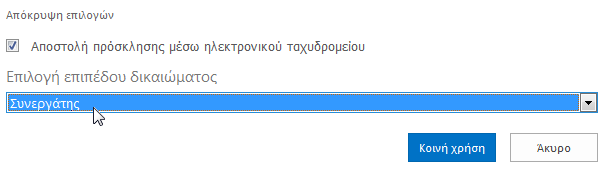 Απόκρυψη επιλογών
Αποστολή πρόσκλησης μέσω ηλεκτρονικού ταχυδρομείου
Επιλογή επιπέδου δικαιώματος
Συνεργάτης
Κοινή χρήση Άκυρο